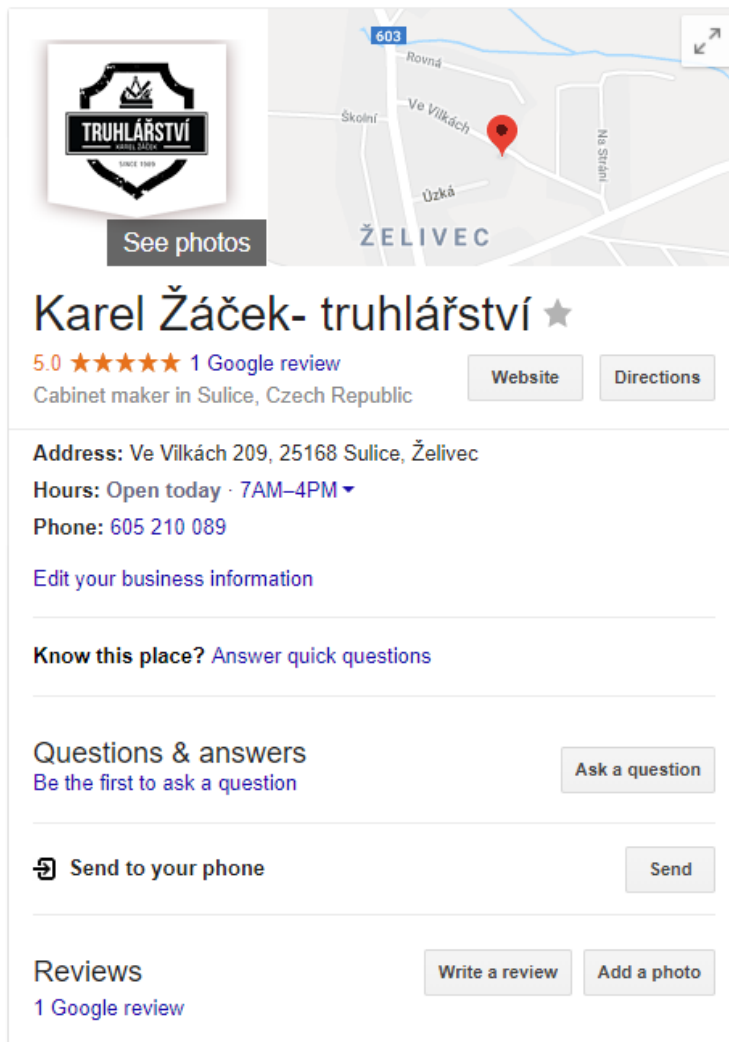 603
Rovná
Školní
Ve Vilkách
Na Stráni
Úzká
ŽELIVEC
TRUHLÁŘSTVÍ
KAREL ŽÁČEK
SINCE 1989
See photos
Karel Žáček- truhlářství
5.0 1 Google review
Cabinet maker in Sulice, Czech Republic
Website
Directions
Address: Ve Vilkách 209, 25168 Sulice, Želivec
Hours: Open today · 7AM–4PM
Phone: 605 210 089
Edit your business information
Know this place? Answer quick questions
Questions & answers
Be the first to ask a question
Ask a question
Send to your phone
Send
Reviews
1 Google review
Write a review
Add a photo